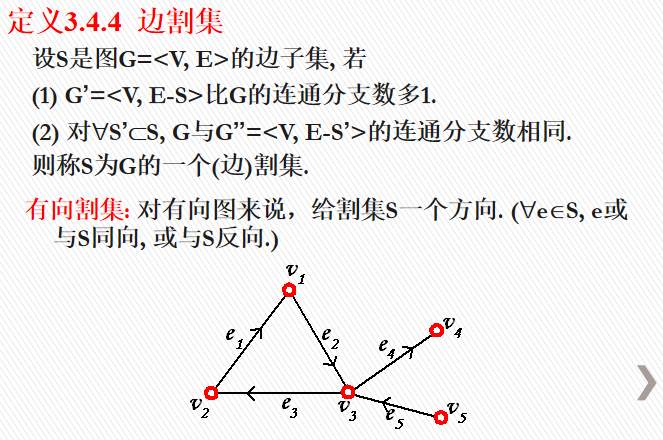 定义3.4.4 边割集
设S是图G=<V, E>的边子集, 若
(1) G’=<V, E-S>比G的连通分支数多1.
(2) 对∀S’⊂S, G与G”=<V, E-S’>的连通分支数相同.
则称S为G的一个(边)割集.
有向割集: 对有向图来说，给割集S一个方向. (∀e∈S, e或
与S同向, 或与S反向.)
v1
e1
e2
e4
v4
v2
e3
v3
e5
v5